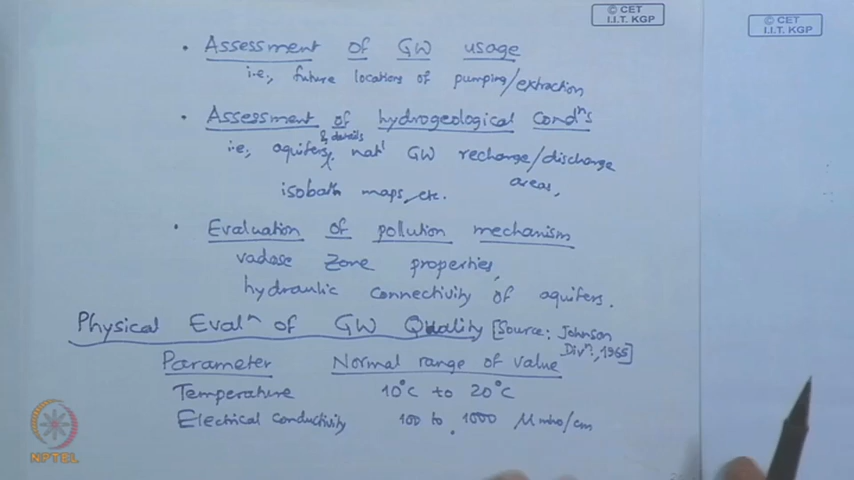 © CET
I.I.T. KGP
© CET
I.I.T. KGP
• Assessment of GW usage
i.e., future locations of pumping/extraction
• Assessment of hydrogeological Condns
& details
i.e., aquifers, natl GW recharge/discharge
areas,
isobath maps, etc.
• Evaluation of pollution mechanism
vadose zone properties,
hydraulic connectivity of aquifers.
Physical Evaln of GW Quality [Source: Johnson
Divn., 1965]
Parameter Normal range of value
Temperature 10°C to 20°C
Electrical conductivity 100 to 1000 μ mho/cm
NPTEL